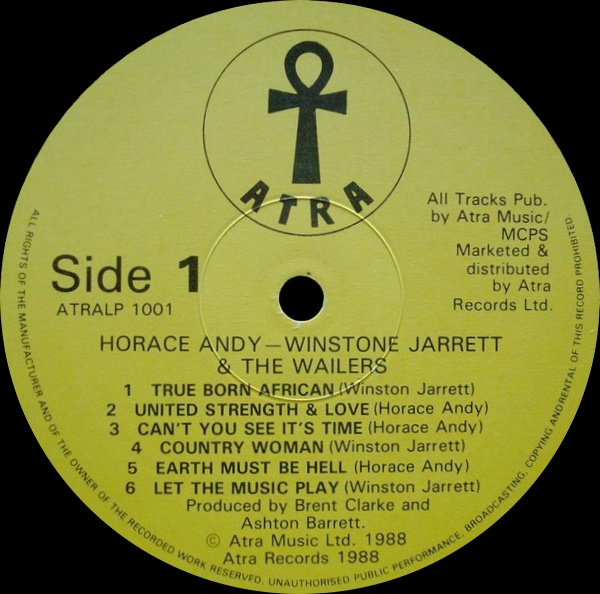 ATRA
All Tracks Pub.
by Atra Music/
MCPS
Marketed &
distributed
by Atra
Records Ltd.
Side 1
ATRALP 1001
HORACE ANDY – WINSTONE JARRETT
& THE WAILERS
1 TRUE BORN AFRICAN (Winston Jarrett)
2 UNITED STRENGTH & LOVE (Horace Andy)
3 CAN'T YOU SEE IT'S TIME (Horace Andy)
4 COUNTRY WOMAN (Winston Jarrett)
5 EARTH MUST BE HELL (Horace Andy)
6 LET THE MUSIC PLAY (Winston Jarrett)
Produced by Brent Clarke and
Ashton Barrett.
© Atra Music Ltd. 1988
Atra Records 1988
ALL RIGHTS OF THE MANUFACTURER AND OF THE OWNER OF THE RECORDED WORK RESERVED. UNAUTHORISED PUBLIC PERFORMANCE, BROADCASTING, COPYING ANDRENTAL OF THIS RECORD PROHIBITED.